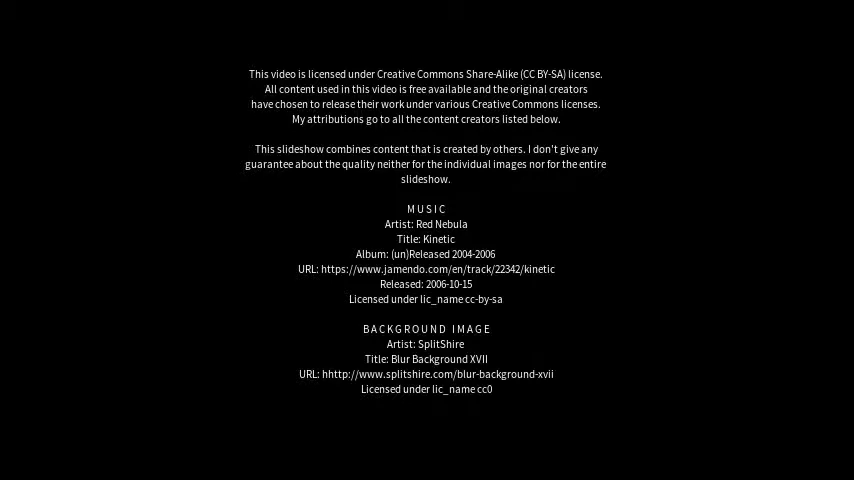 This video is licensed under Creative Commons Share-Alike (CC BY-SA) license.
All content used in this video is free available and the original creators
have chosen to release their work under various Creative Commons licenses.
My attributions go to all the content creators listed below.
This slideshow combines content that is created by others. I don't give any
guarantee about the quality neither for the individual images nor for the entire
slideshow.
MUSIC
Artist: Red Nebula
Title: Kinetic
Album: (un)Released 2004-2006
URL: https://www.jamendo.com/en/track/22342/kinetic
Released: 2006-10-15
Licensed under lic_name cc-by-sa
BACKGROUND IMAGE
Artist: SplitShire
Title: Blur Background XVII
URL: hhttp://www.splitshire.com/blur-background-xvii
Licensed under lic_name cc0